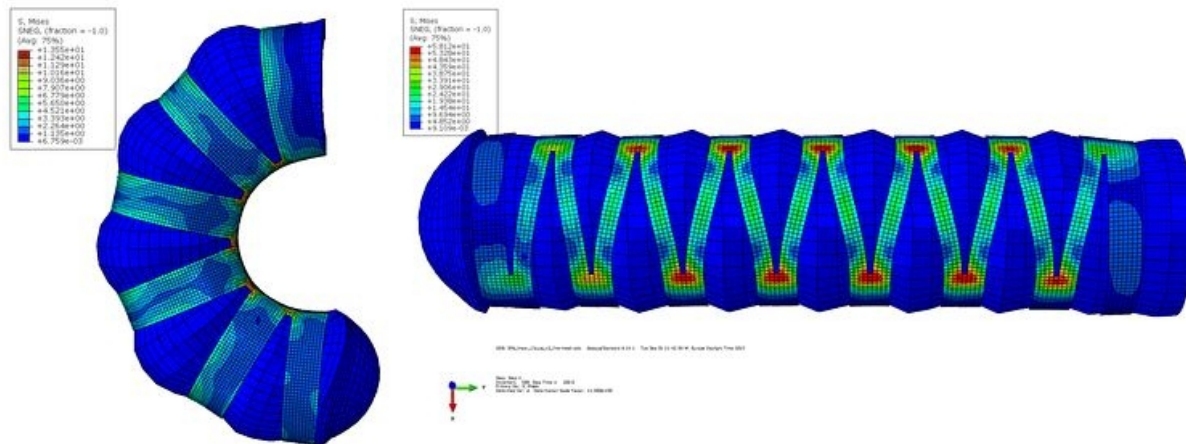 S, Mises
SNEG, (fraction = -1.0)
(Avg: 75%)
+1.355e+01
+1.242e+01
+1.129e+01
+1.016e+01
+9.036e+00
+7.907e+00
+6.779e+00
+5.650e+00
+4.521e+00
+3.393e+00
+2.264e+00
+1.135e+00
+6.759e-03
S, Mises
SNEG, (fraction = -1.0)
(Avg: 75%)
+5.812e+01
+5.328e+01
+4.843e+01
+4.359e+01
+3.875e+01
+3.391e+01
+2.906e+01
+2.422e+01
+1.938e+01
+1.454e+01
+9.694e+00
+4.852e+00
+9.109e-03